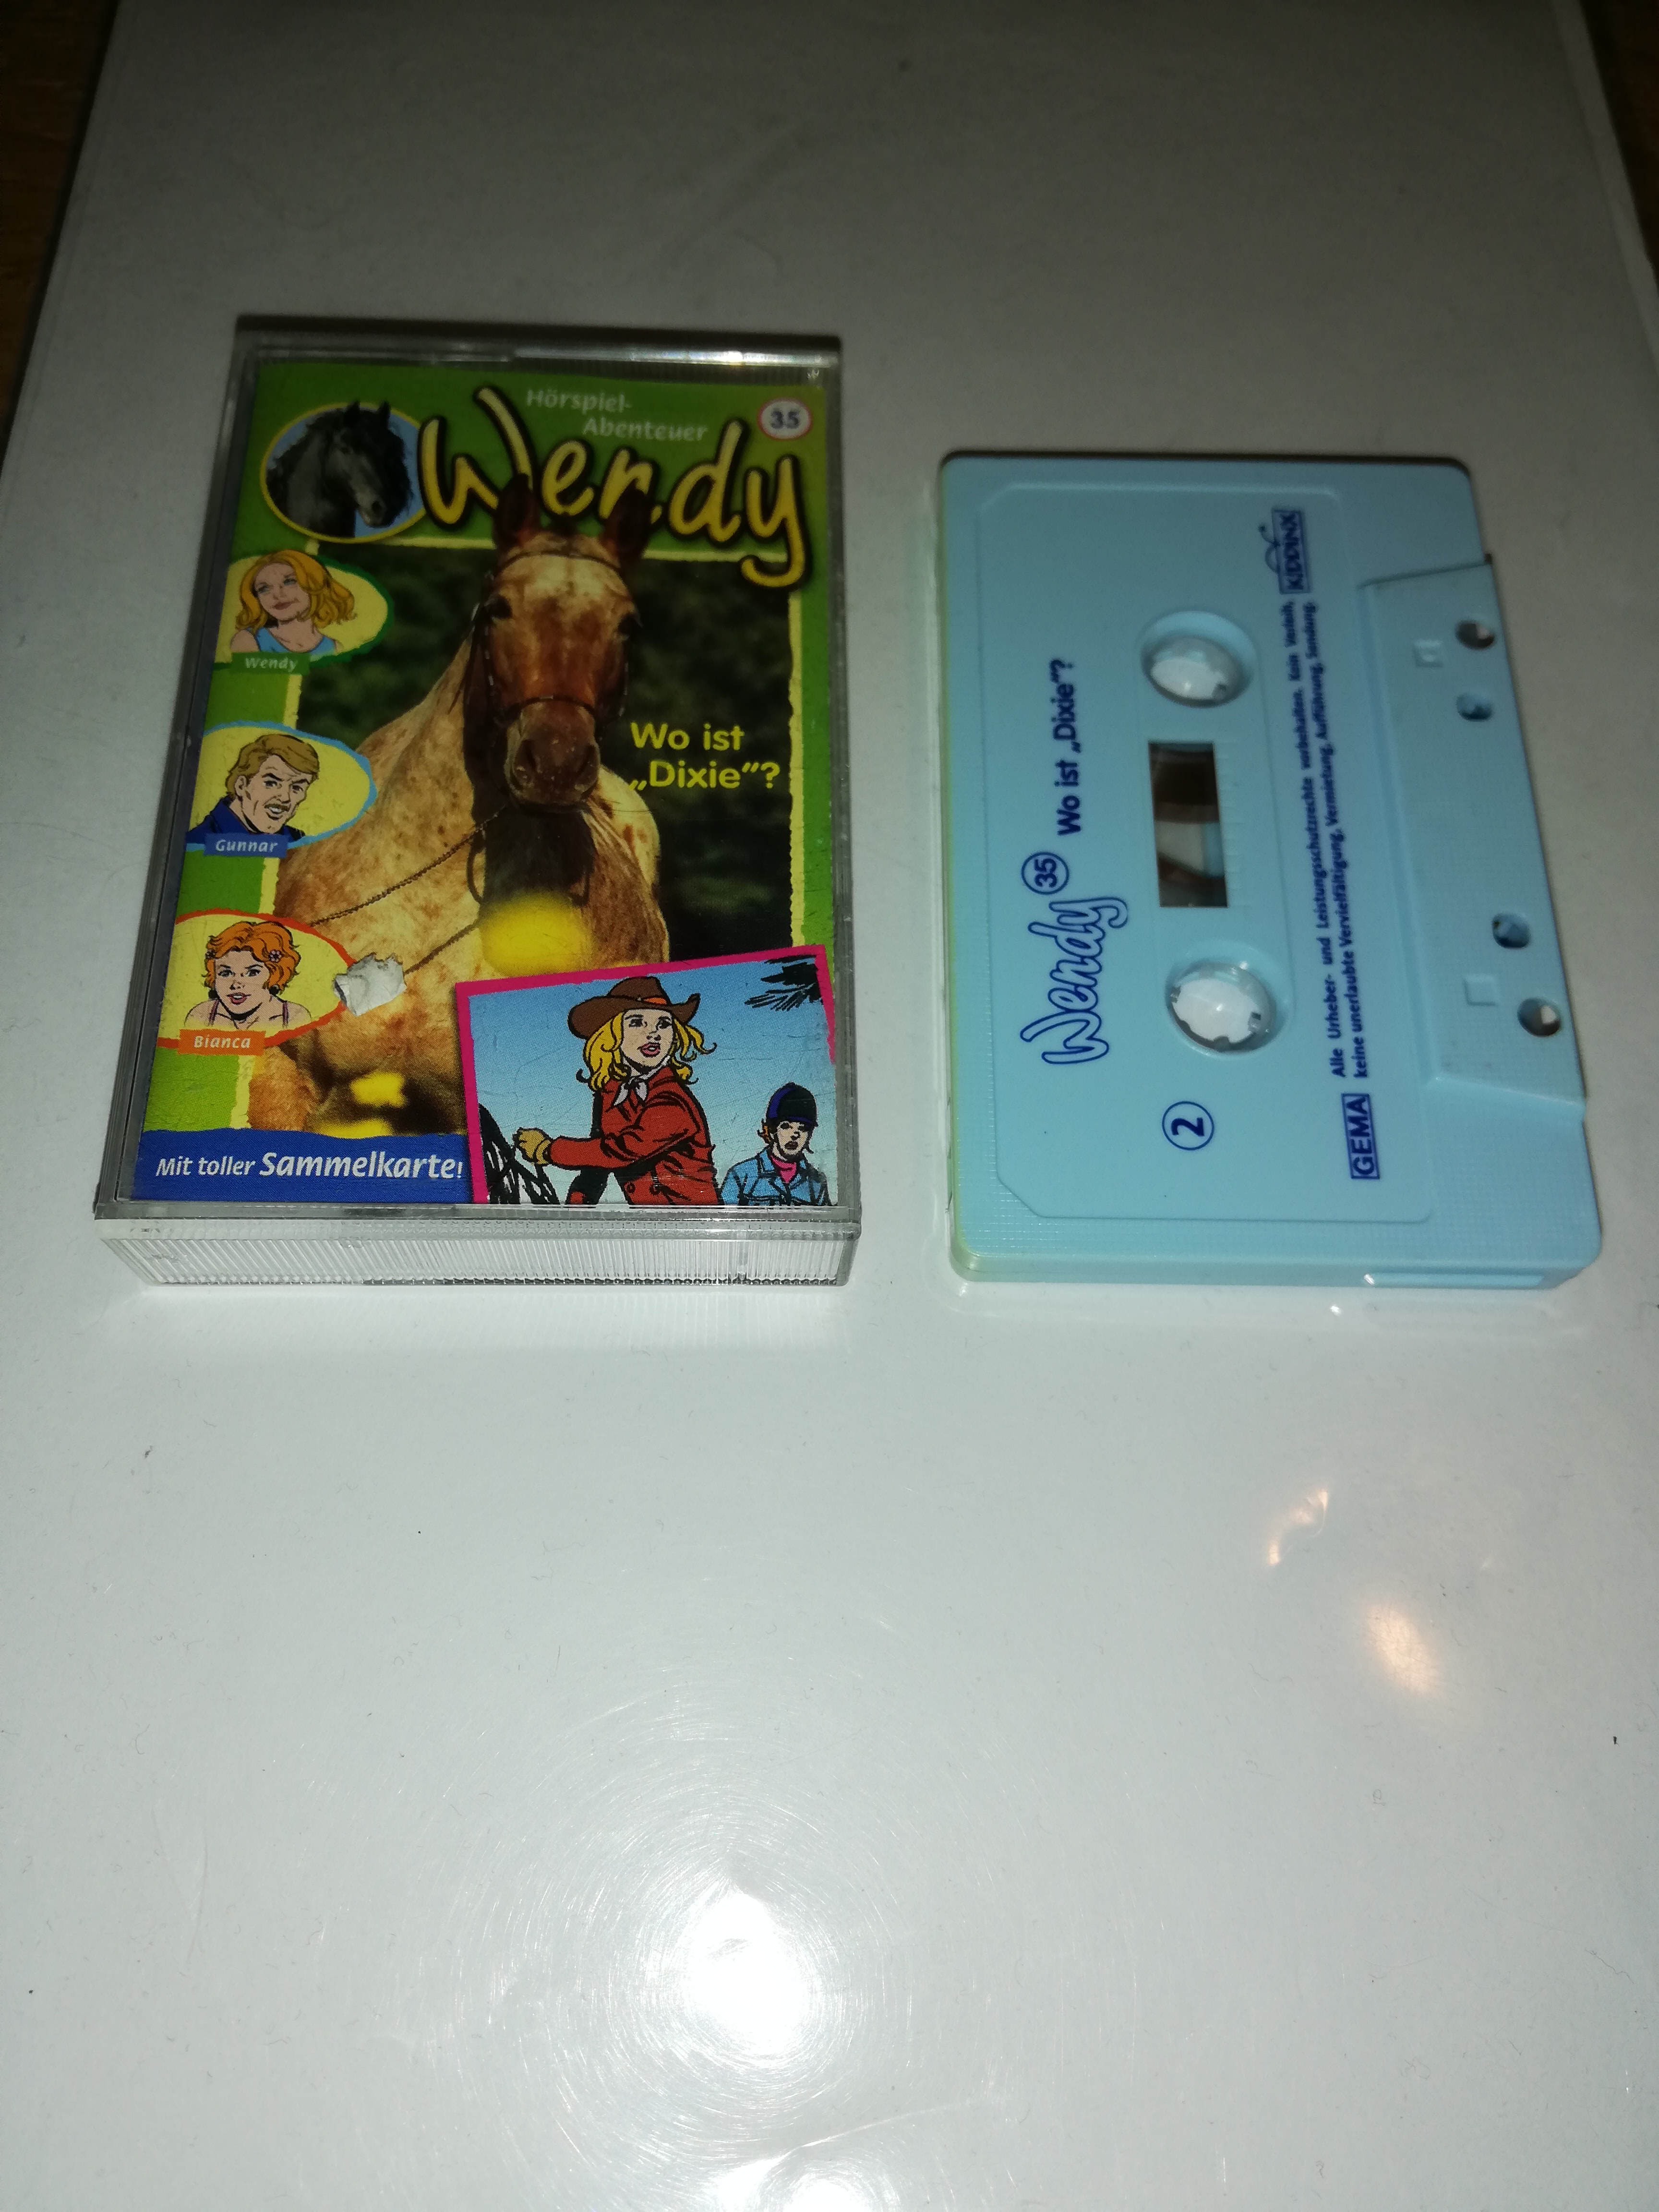 Hörspiel-
Abenteuer
35
Wendy
Wendy
Wo ist
„Dixie“?
Gunnar
Bianca
Mit toller Sammelkarte!
Wendy 35 Wo ist „Dixie“?
2
GEMA
Alle Urheber- und Leistungsschutzrechte vorbehalten. Kein Verleih,
keine unerlaubte Vervielfältigung, Vermietung, Aufführung, Sendung.
KIDDINX